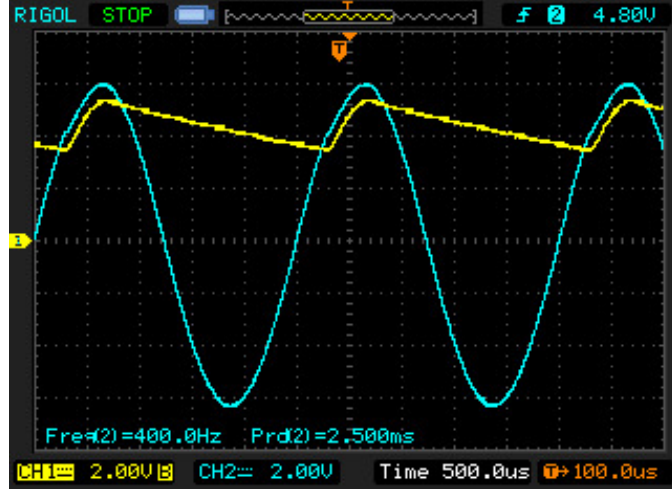 RIGOL STOP T f 2 4.80V
T
1
Freq(2)=400.0Hz Prd(2)=2.500ms
CH1 2.00V B CH2 2.00V Time 500.0us T→100.0us